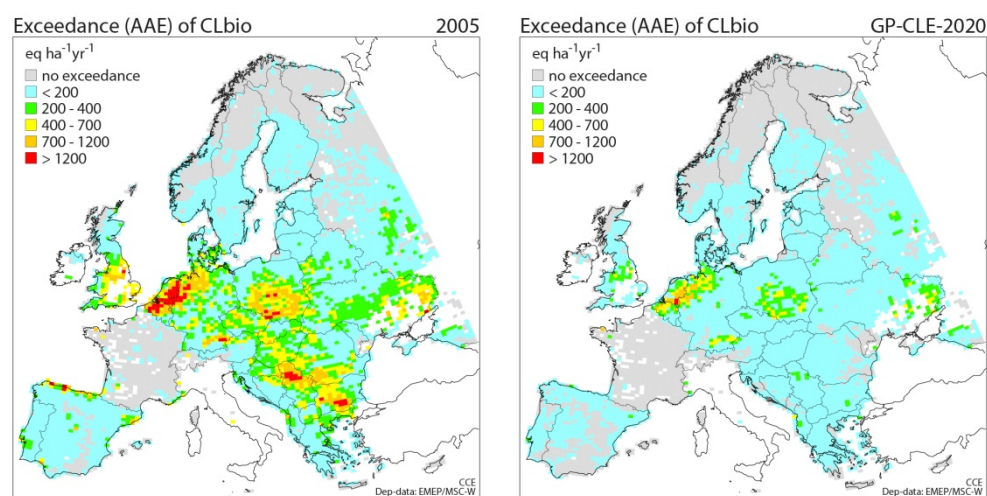 Exceedance (AAE) of CLbio 2005
eq ha⁻¹yr⁻¹
no exceedance
< 200
200 - 400
400 - 700
700 - 1200
> 1200
CCE
Dep-data: EMEP/MSC-W
Exceedance (AAE) of CLbio GP-CLE-2020
eq ha⁻¹yr⁻¹
no exceedance
< 200
200 - 400
400 - 700
700 - 1200
> 1200
CCE
Dep-data: EMEP/MSC-W